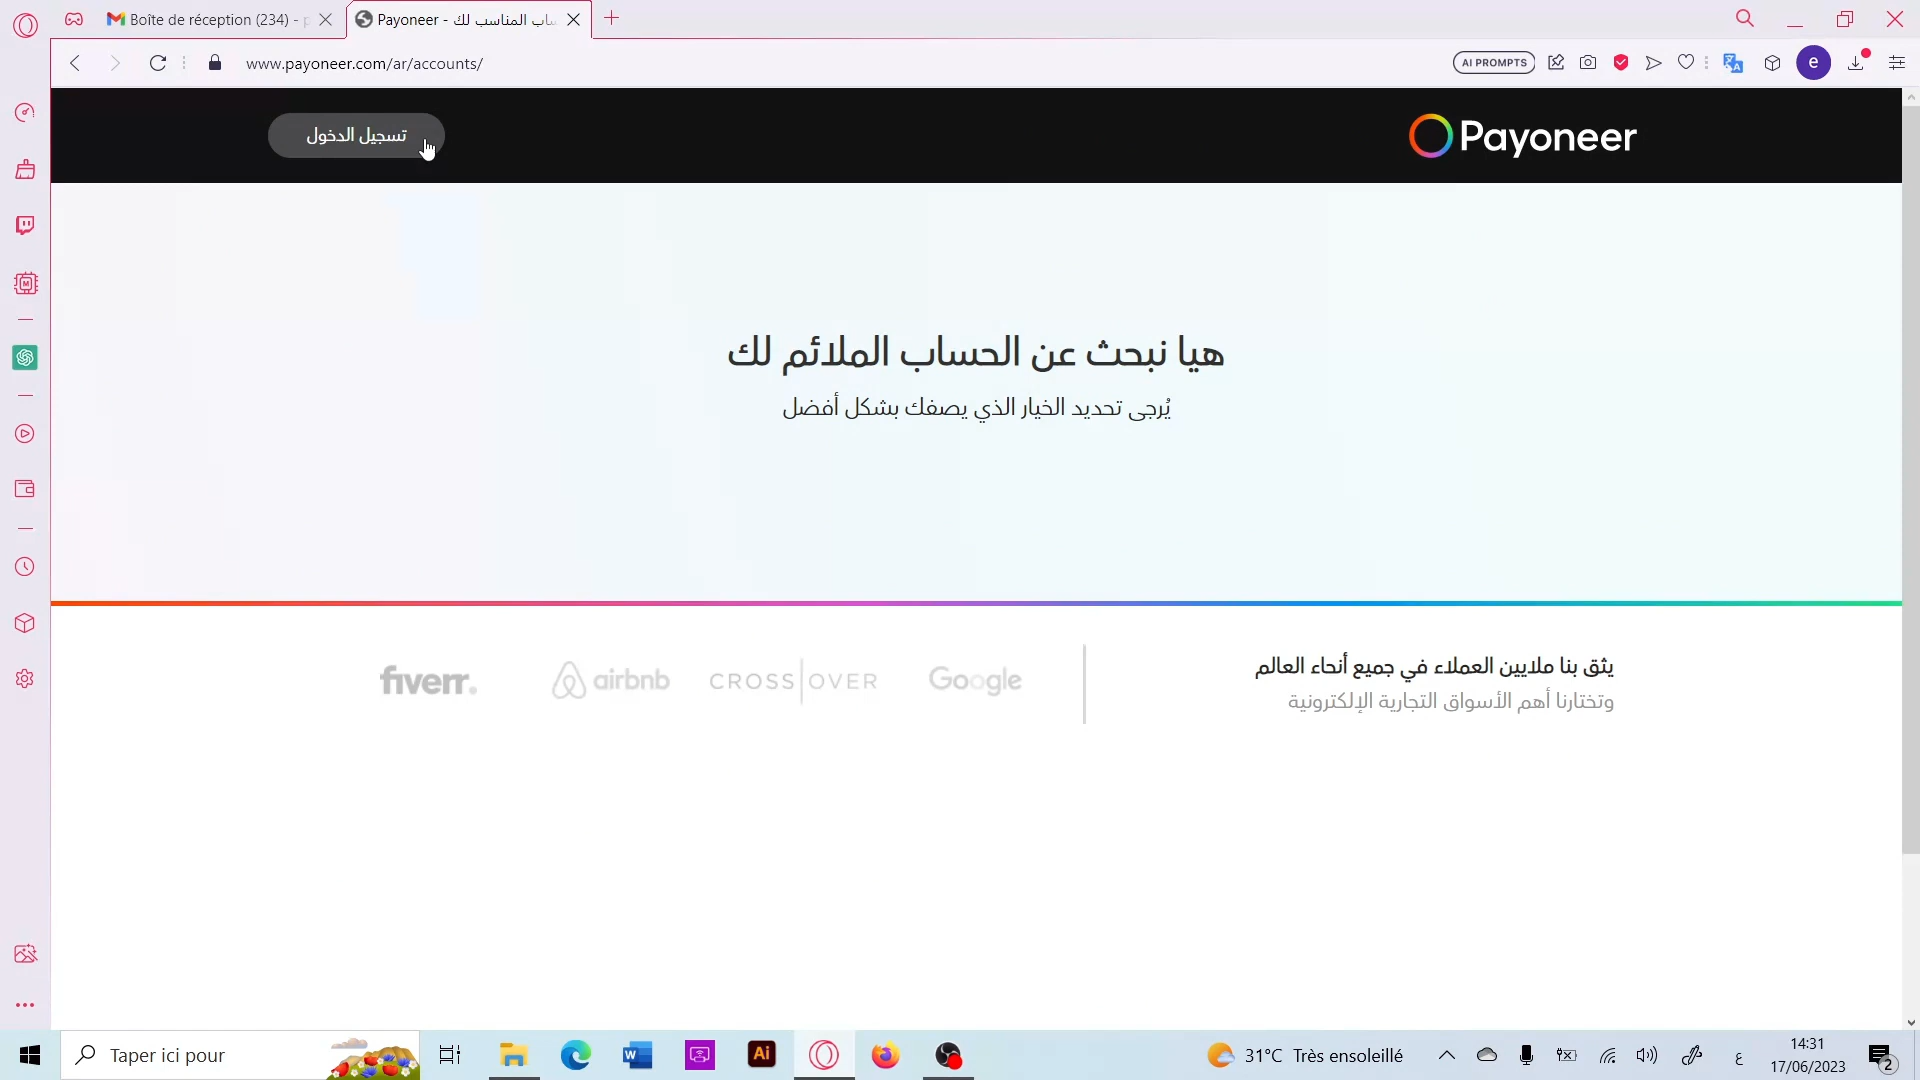 Boîte de réception (234) -
Payoneer - ساب المناسب لك
www.payoneer.com/ar/accounts/
AI PROMPTS
e
تسجيل الدخول
Payoneer
هيا نبحث عن الحساب الملائم لك
يُرجى تحديد الخيار الذي يصفك بشكل أفضل
يثق بنا ملايين العملاء في جميع أنحاء العالم
وتختارنا أهم الأسواق التجارية الإلكترونية
fiverr.
airbnb
CROSSOVER
Google
Taper ici pour
Ai
31°C Très ensoleillé
ع
14:31
17/06/2023
2